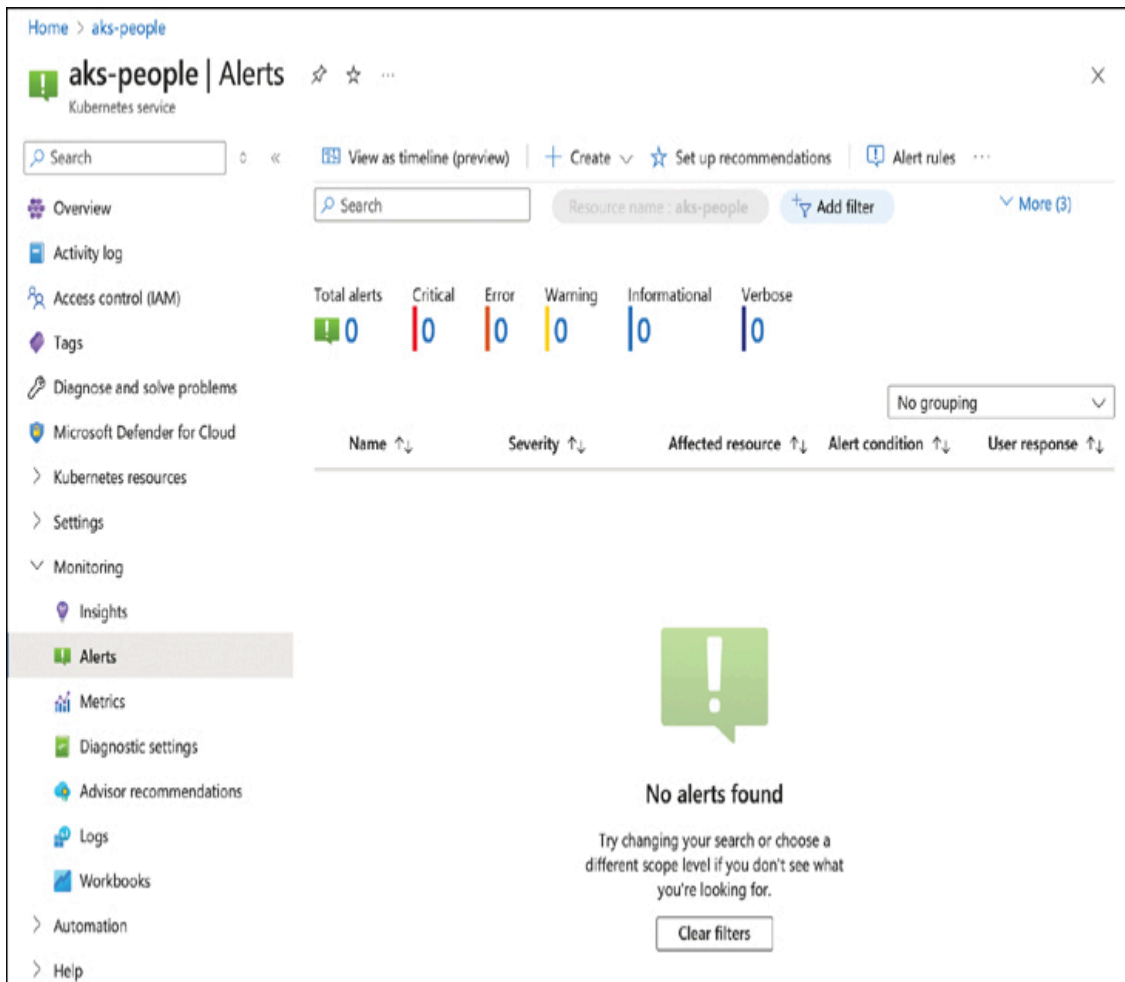 Home > aks-people
aks-people | Alerts
Kubernetes service
Search
View as timeline (preview) Create Set up recommendations Alert rules
Search Resource name : aks-people Add filter More (3)
Overview
Activity log
Access control (IAM)
Tags
Diagnose and solve problems
Microsoft Defender for Cloud
Kubernetes resources
Settings
Monitoring
Insights
Alerts
Metrics
Diagnostic settings
Advisor recommendations
Logs
Workbooks
Automation
Help
Total alerts Critical Error Warning Informational Verbose
0 0 0 0 0 0
No grouping
Name Severity Affected resource Alert condition User response
No alerts found
Try changing your search or choose a
different scope level if you don't see what
you're looking for.
Clear filters